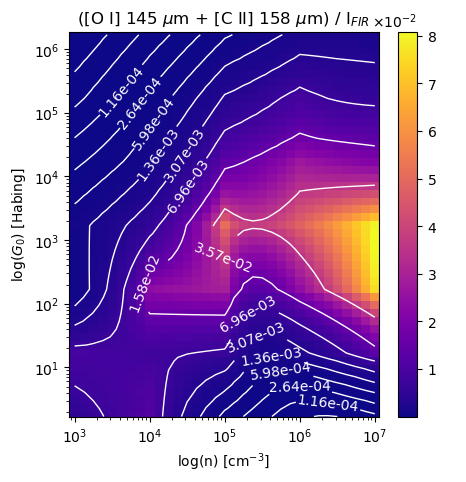 ([O I] 145 μm + [C II] 158 μm) / I_FIR ×10⁻²
10⁶
10⁵
10⁴
10³
10²
10¹
log(G₀) [Habing]
1.16e-04
2.64e-04
5.98e-04
1.36e-03
3.07e-03
6.96e-03
1.58e-02
3.57e-02
6.96e-03
3.07e-03
1.36e-03
5.98e-04
2.64e-04
1.16e-04
10³ 10⁴ 10⁵ 10⁶ 10⁷
log(n) [cm⁻³]
8
7
6
5
4
3
2
1